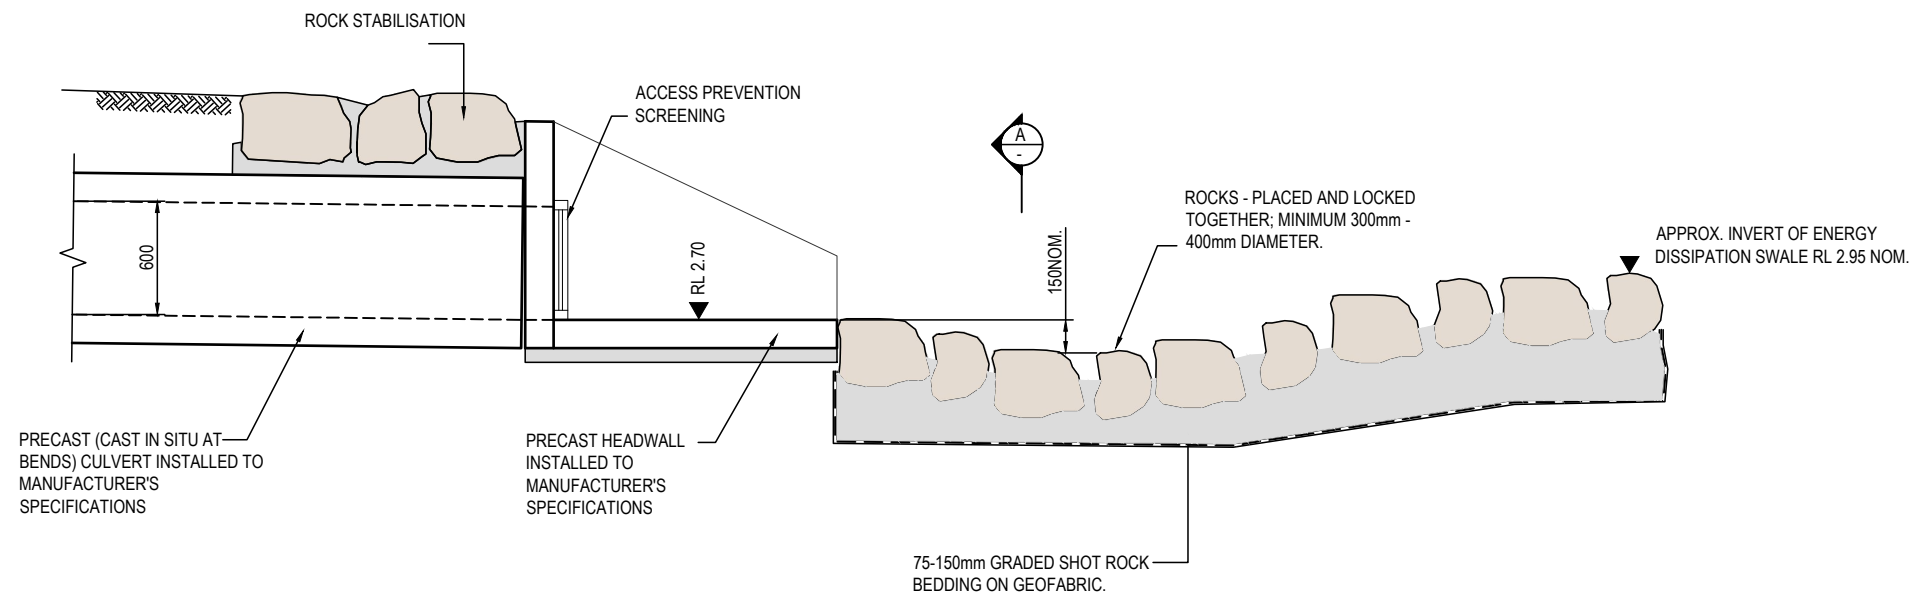 ROCK STABILISATION
ACCESS PREVENTION
SCREENING
A
-
ROCKS - PLACED AND LOCKED
TOGETHER; MINIMUM 300mm -
400mm DIAMETER.
APPROX. INVERT OF ENERGY
DISSIPATION SWALE RL 2.95 NOM.
600
RL 2.70
150NOM.
PRECAST (CAST IN SITU AT
BENDS) CULVERT INSTALLED TO
MANUFACTURER'S
SPECIFICATIONS
PRECAST HEADWALL
INSTALLED TO
MANUFACTURER'S
SPECIFICATIONS
75-150mm GRADED SHOT ROCK
BEDDING ON GEOFABRIC.